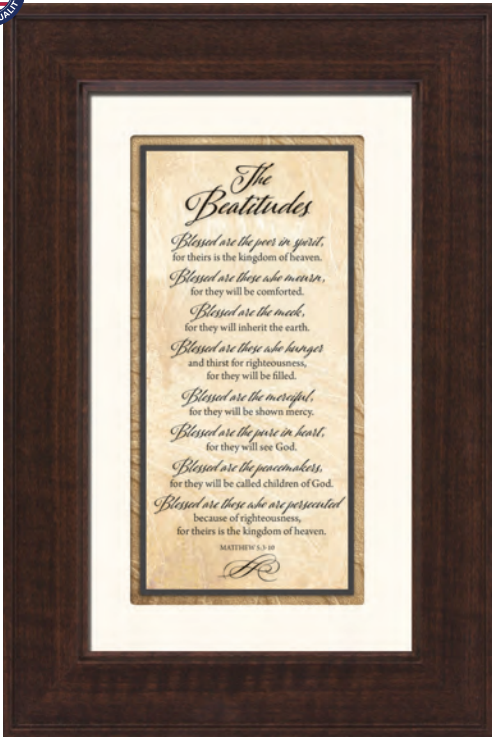 QUALIT
The
Beatitudes
Blessed are the poor in spirit,
for theirs is the kingdom of heaven.
Blessed are those who mourn,
for they will be comforted.
Blessed are the meek,
for they will inherit the earth.
Blessed are those who hunger
and thirst for righteousness,
for they will be filled.
Blessed are the merciful,
for they will be shown mercy.
Blessed are the pure in heart,
for they will see God.
Blessed are the peacemakers,
for they will be called children of God.
Blessed are those who are persecuted
because of righteousness,
for theirs is the kingdom of heaven.
MATTHEW 5:3-10